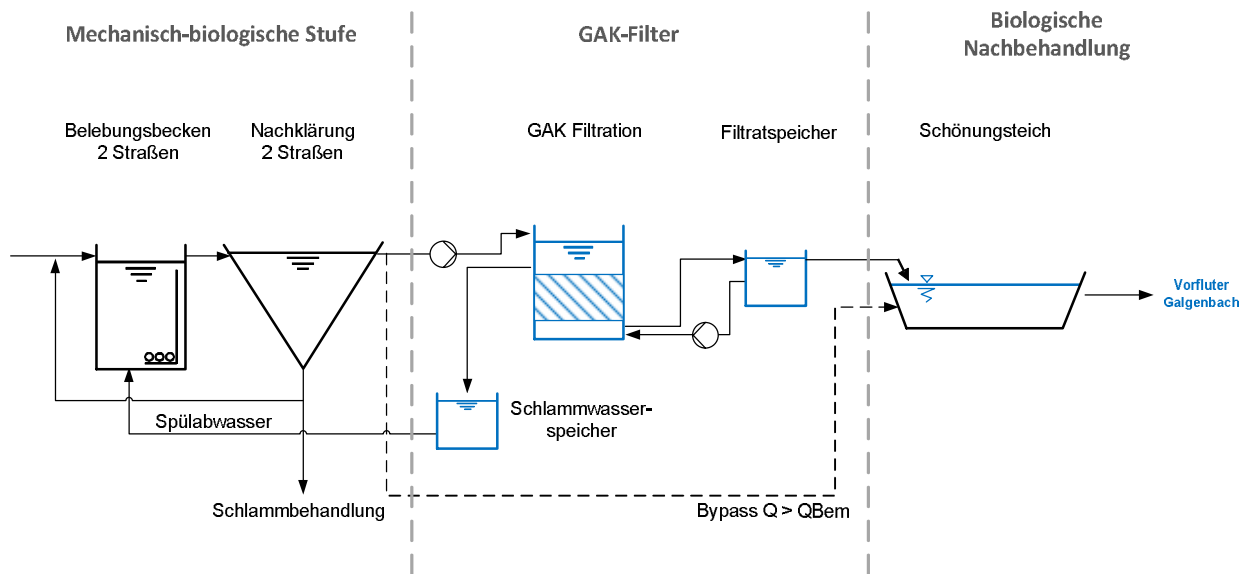 Mechanisch-biologische Stufe
GAK-Filter
Biologische
Nachbehandlung
Belebungsbecken
2 Straßen
Nachklärung
2 Straßen
GAK Filtration
Filtratspeicher
Schönungsteich
Vorfluter
Galgenbach
Spülabwasser
Schlammwasser-
speicher
Schlammbehandlung
Bypass Q > QBem